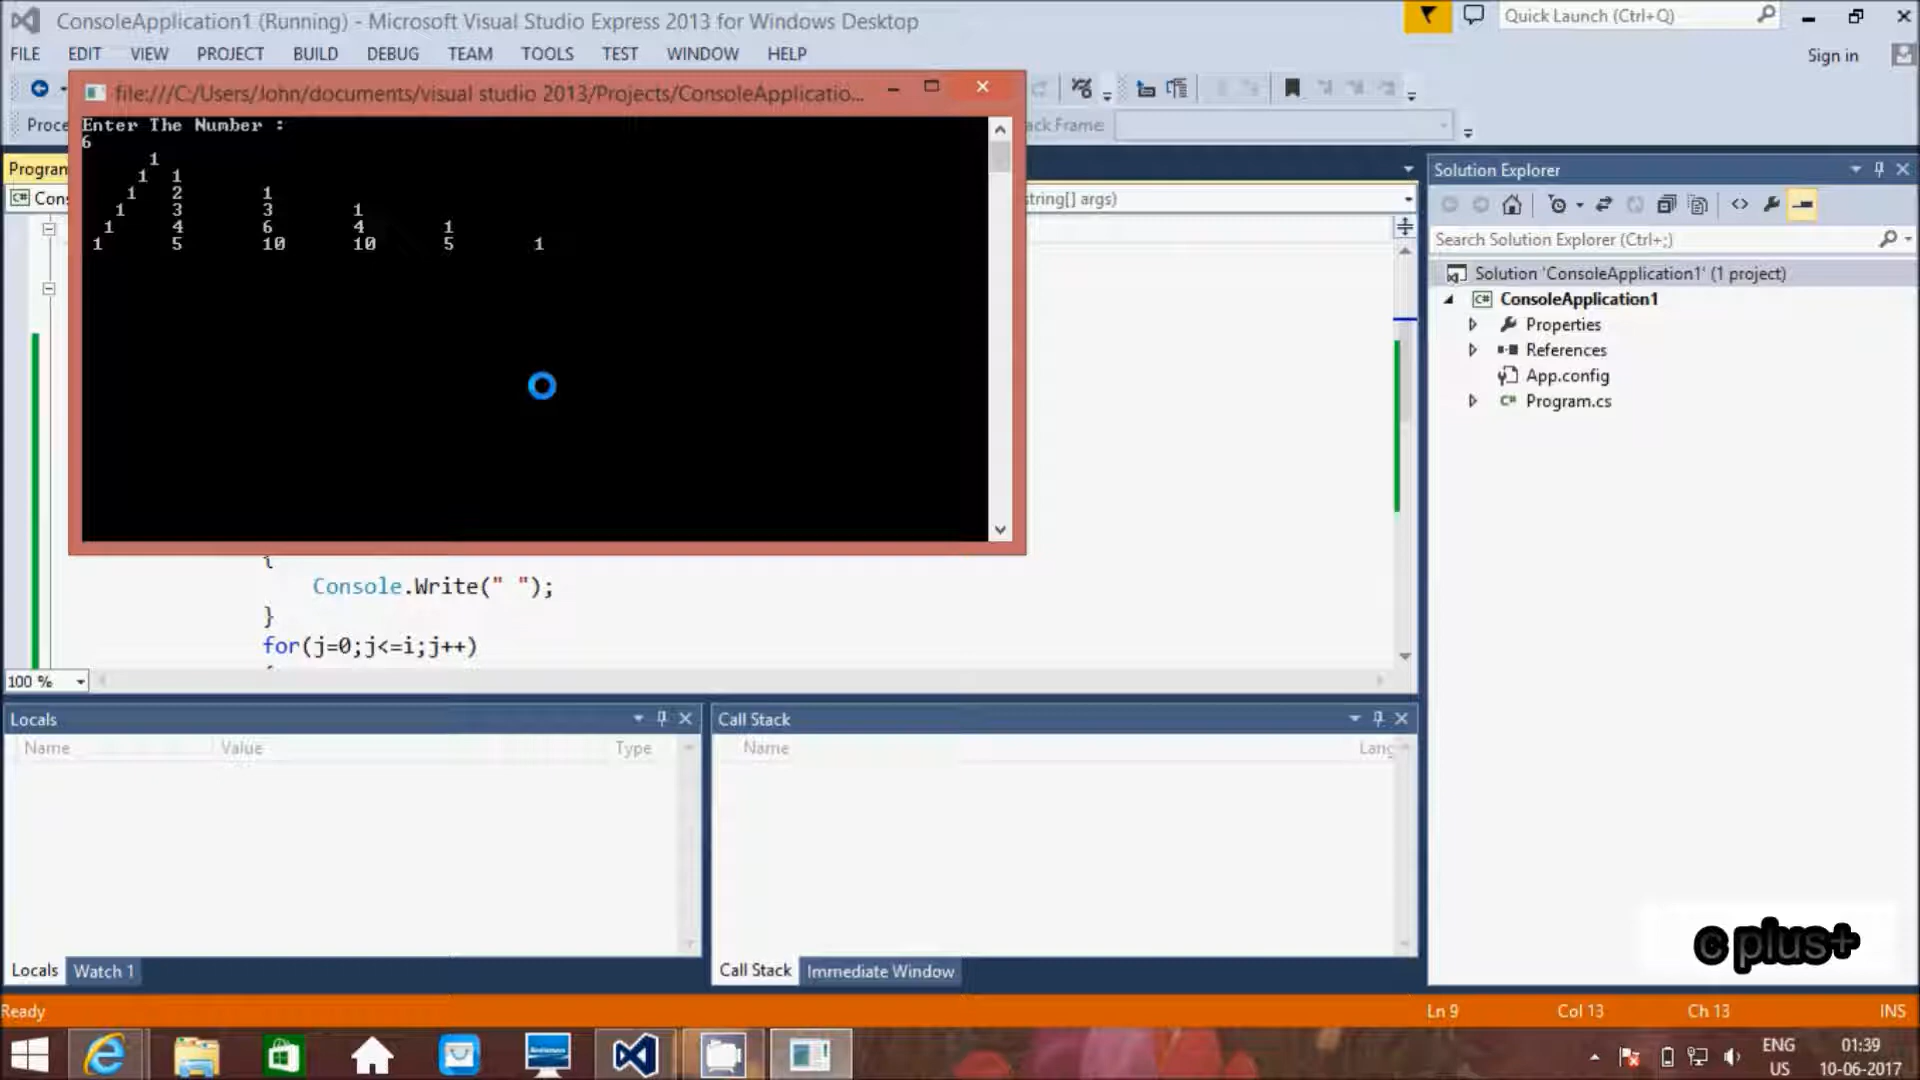 ConsoleApplication1 (Running) - Microsoft Visual Studio Express 2013 for Windows Desktop
Quick Launch (Ctrl+Q)
FILE EDIT VIEW PROJECT BUILD DEBUG TEAM TOOLS TEST WINDOW HELP
Sign in
file:///C:/Users/John/documents/visual studio 2013/Projects/ConsoleApplicatio...
Proce
ack Frame:
Enter The Number :
6
1
1 1
1 2 1
1 3 3 1
1 4 6 4 1
1 5 10 10 5 1
Program
Cons
string[] args)
{
Console.Write(" ");
}
for(j=0;j<=i;j++)
100 %
Solution Explorer
Search Solution Explorer (Ctrl+;)
Solution 'ConsoleApplication1' (1 project)
ConsoleApplication1
Properties
References
App.config
Program.cs
Locals
Name Value Type
Locals Watch 1
Call Stack
Name Lang
Call Stack Immediate Window
c plus+
Ready
Ln 9 Col 13 Ch 13 INS
ENG
US
01:39
10-06-2017